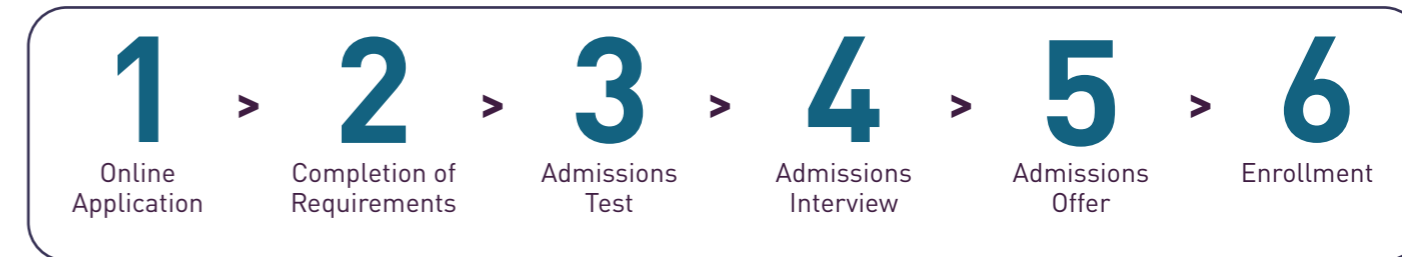 1 > 2 > 3 > 4 > 5 > 6
Online
Application
Completion of
Requirements
Admissions
Test
Admissions
Interview
Admissions
Offer
Enrollment